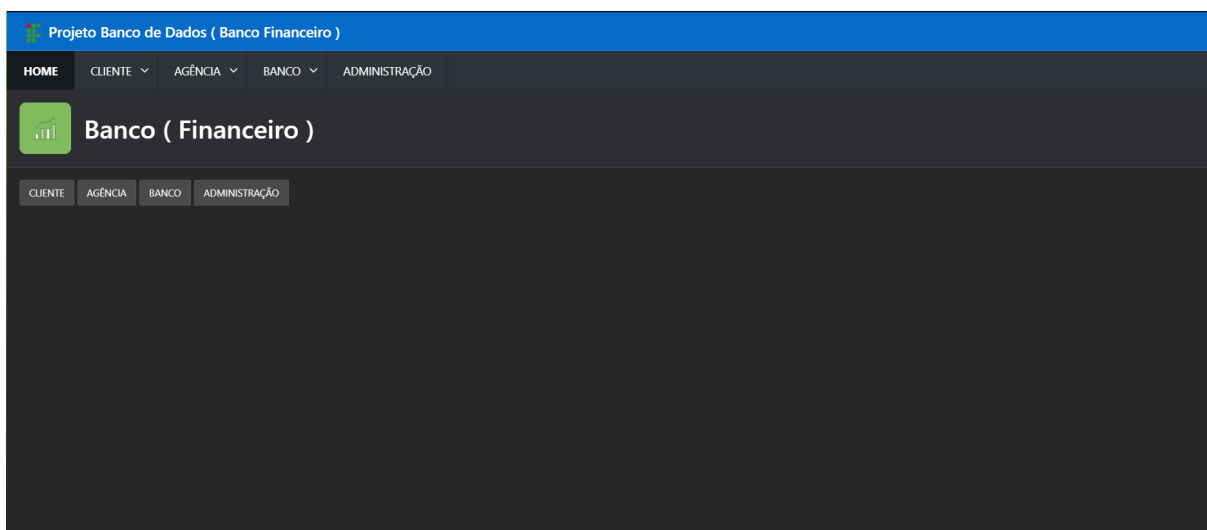 Projeto Banco de Dados ( Banco Financeiro )
HOME CLIENTE AGÊNCIA BANCO ADMINISTRAÇÃO
Banco ( Financeiro )
CLIENTE AGÊNCIA BANCO ADMINISTRAÇÃO